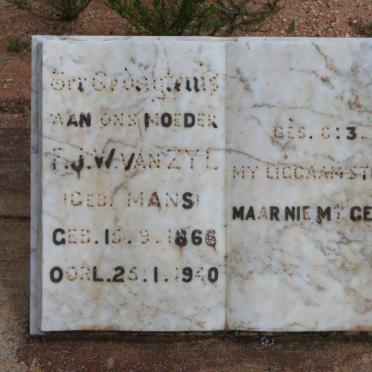 Ter Gedagtenis
AAN ONS MOEDER
F.J.W. VAN ZYL
(GEB. MANS)
GEB. 15.9.1866
OORL. 25.1.1940
GES. 6:3.
MY LIGGAAM ST
MAAR NIE MY GE